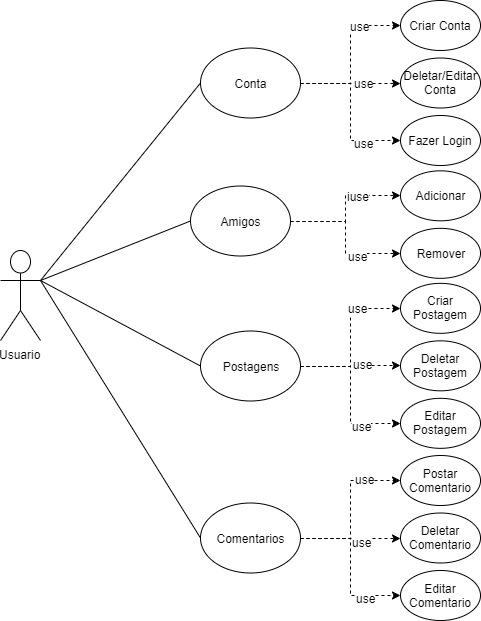 use
Criar Conta
Conta
use
Deletar/Editar
Conta
use
Fazer Login
Amigos
use
Adicionar
use
Remover
Usuario
use
Criar
Postagem
Postagens
use
Deletar
Postagem
use
Editar
Postagem
use
Postar
Comentario
Comentarios
use
Deletar
Comentario
use
Editar
Comentario